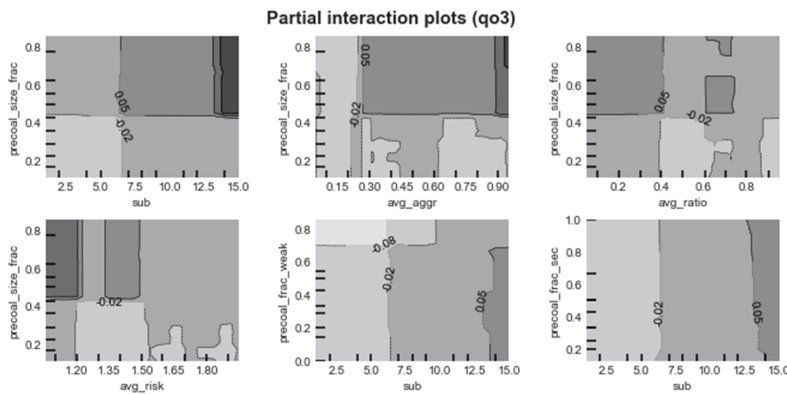 Partial interaction plots (qo3)
precoal_size_frac
0.8
0.6
0.4
0.2
0.05
-0.02
2.5 5.0 7.5 10.0 12.5 15.0
sub
precoal_size_frac
0.8
0.6
0.4
0.2
0.05
-0.02
0.15 0.30 0.45 0.60 0.75 0.90
avg_aggr
precoal_size_frac
0.8
0.6
0.4
0.2
0.05
-0.02
0.2 0.4 0.6 0.8
avg_ratio
precoal_size_frac
0.8
0.6
0.4
0.2
-0.02
1.20 1.35 1.50 1.65 1.80
avg_risk
precoal_frac_weak
0.8
0.6
0.4
0.2
0.0
-0.08
-0.02
0.05
2.5 5.0 7.5 10.0 12.5 15.0
sub
precoal_frac_sec
1.0
0.8
0.6
0.4
0.2
-0.02
0.05
2.5 5.0 7.5 10.0 12.5 15.0
sub